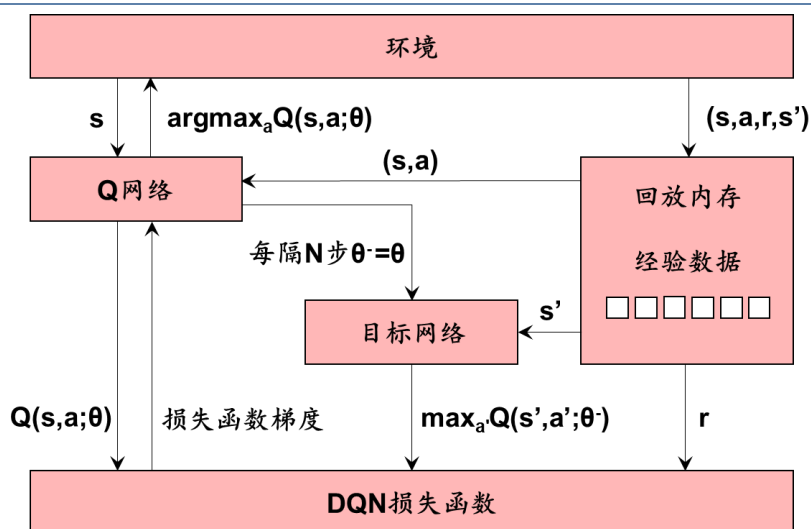 环境
s
argmaxₐQ(s,a;θ)
(s,a,r,s’)
(s,a)
Q网络
回放内存
每隔N步θ⁻=θ
经验数据
s’
目标网络
Q(s,a;θ)
损失函数梯度
maxₐ'Q(s’,a’;θ⁻)
r
DQN损失函数